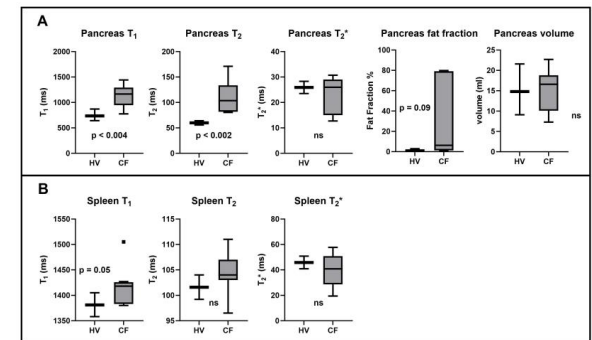 A
Pancreas T1
T1 (ms)
2000
1500
1000
500
0
p < 0.004
HV
CF
Pancreas T2
T2 (ms)
200
150
100
50
0
p < 0.002
HV
CF
Pancreas T2*
T2* (ms)
40
30
20
10
0
ns
HV
CF
Pancreas fat fraction
Fat Fraction %
100
80
60
40
20
0
p = 0.09
HV
CF
Pancreas volume
volume (ml)
25
20
15
10
5
0
ns
HV
CF
B
Spleen T1
T1 (ms)
1550
1500
1450
1400
1350
p = 0.05
HV
CF
Spleen T2
T2 (ms)
115
110
105
100
95
ns
HV
CF
Spleen T2*
T2* (ms)
80
60
40
20
0
ns
HV
CF